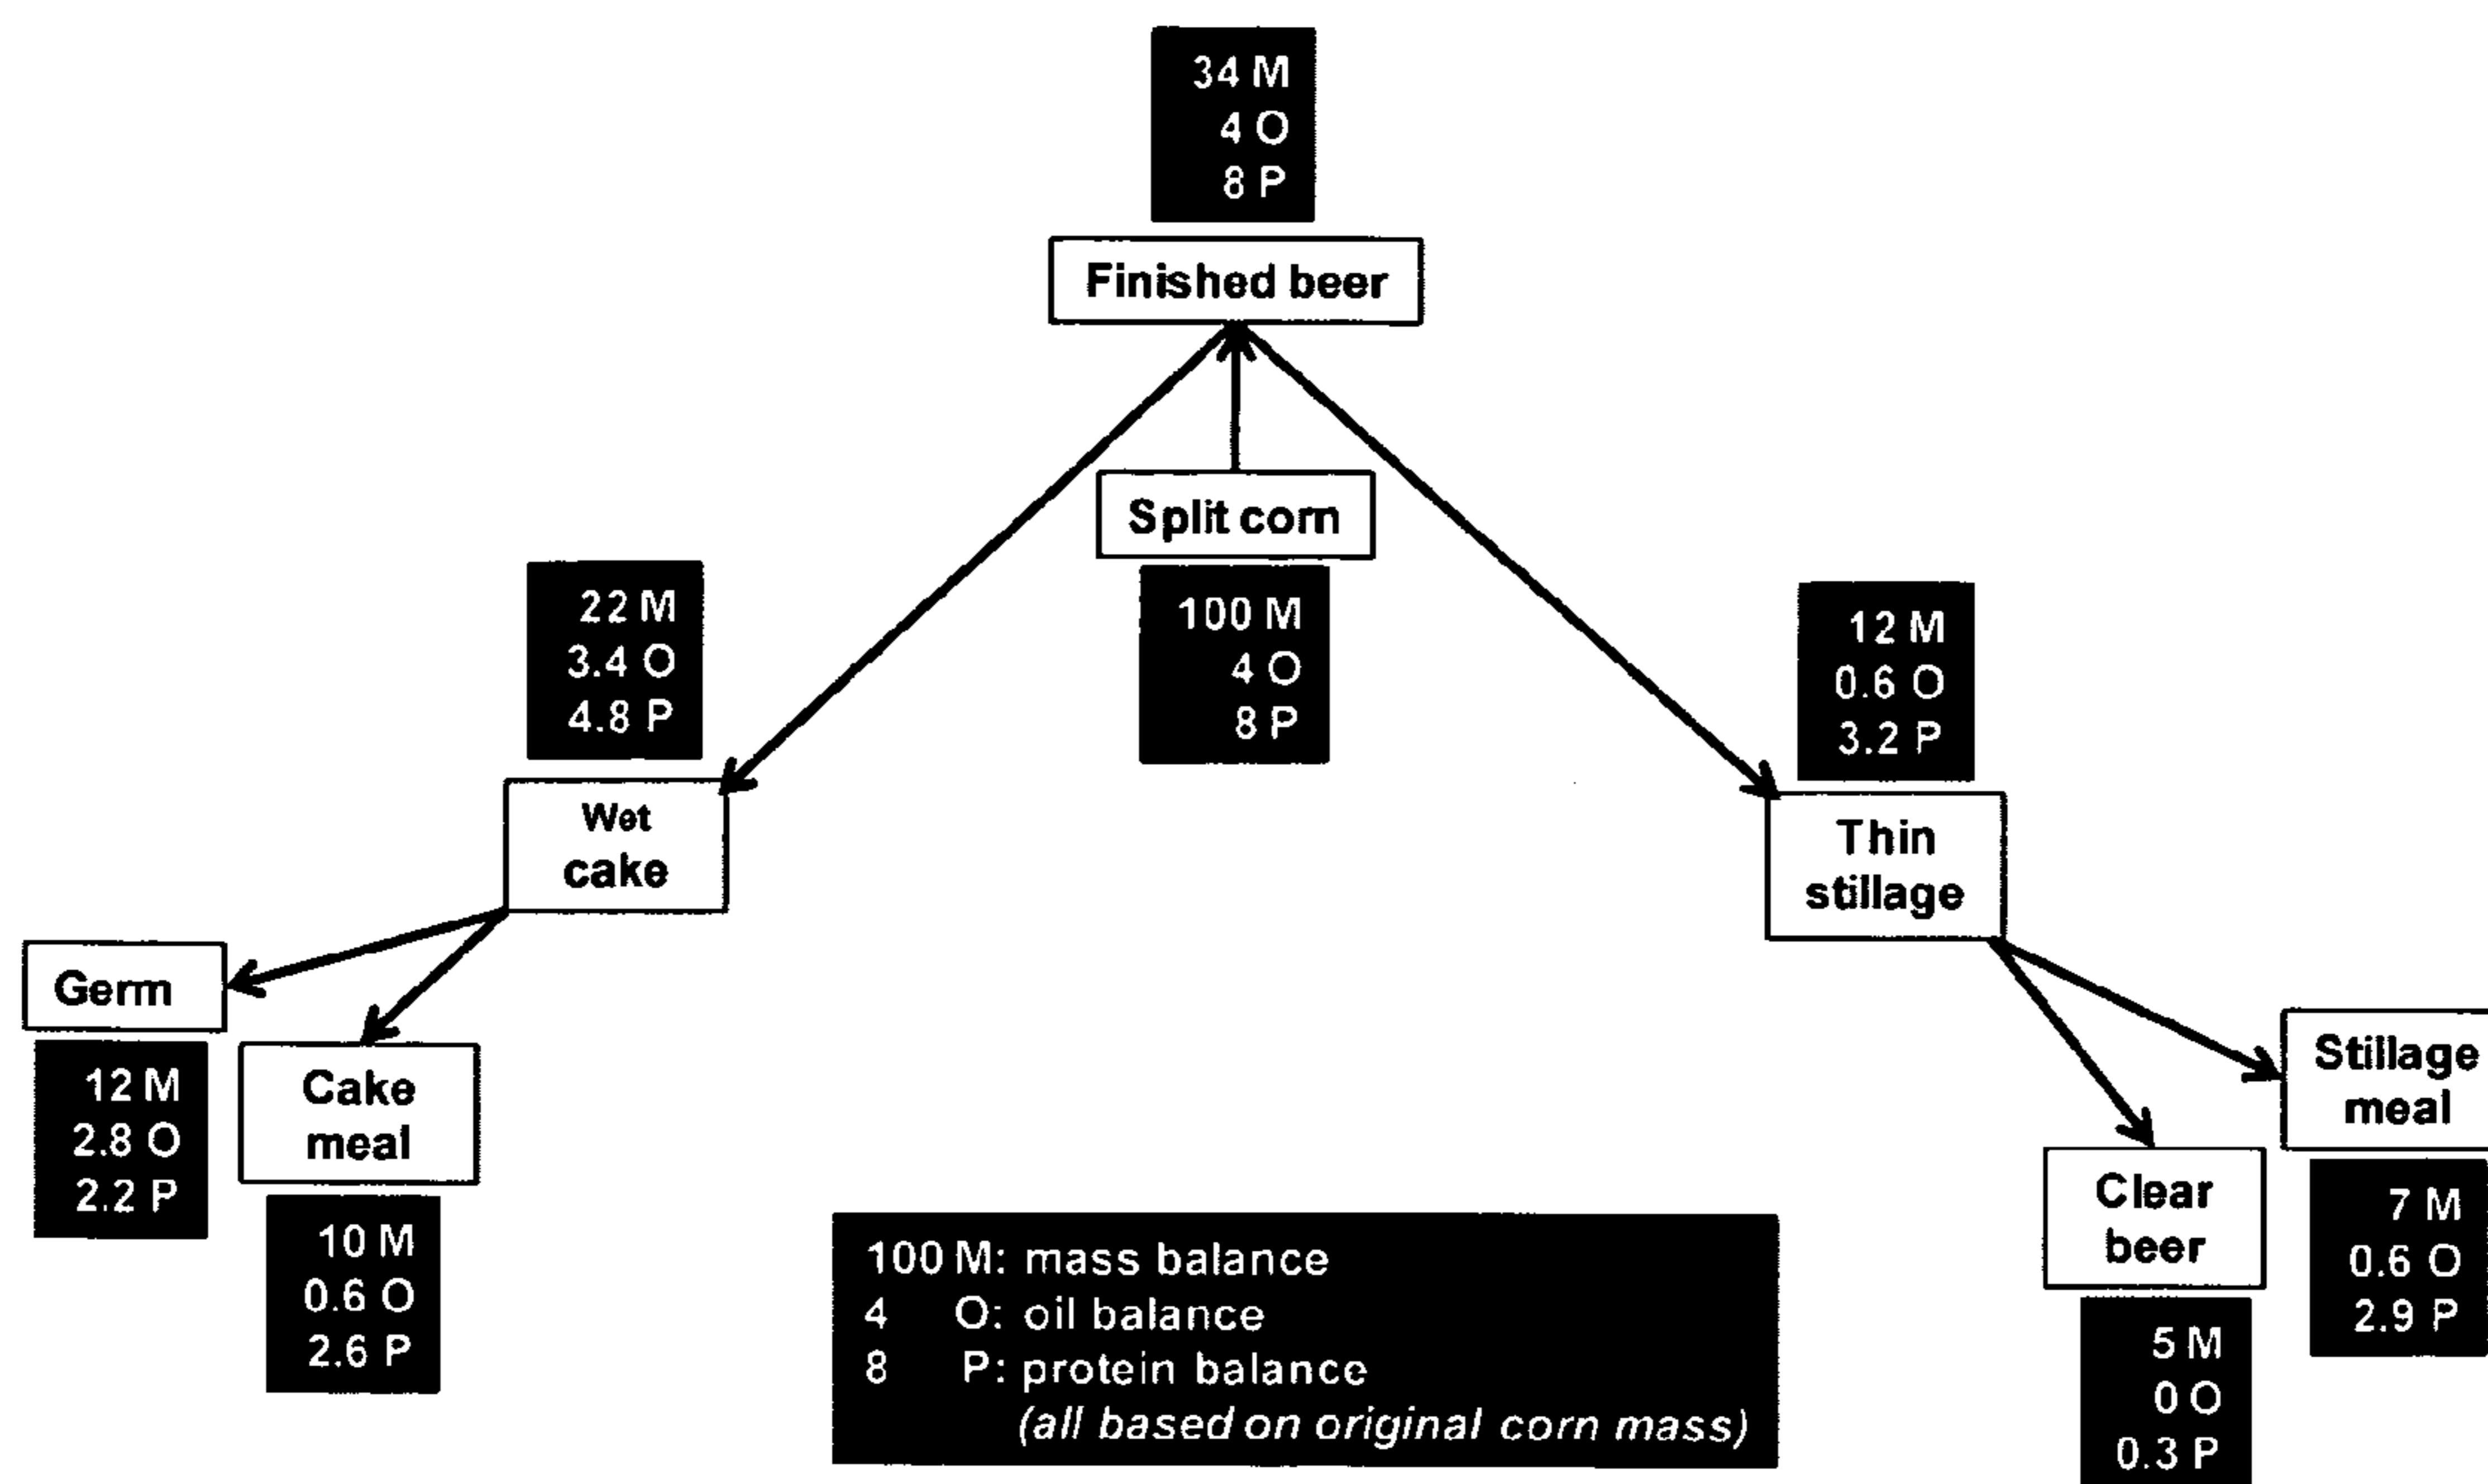 34 M
4 O
8 P
Finished beer
Split corn
100 M
4 O
8 P
22 M
3.4 O
4.8 P
Wet
cake
12 M
0.6 O
3.2 P
Thin
stillage
Germ
12 M
2.8 O
2.2 P
Cake
meal
10 M
0.6 O
2.6 P
Stillage
meal
7 M
0.6 O
2.9 P
Clear
beer
5 M
0 O
0.3 P
100 M: mass balance
4 O: oil balance
8 P: protein balance
(all based on original corn mass)